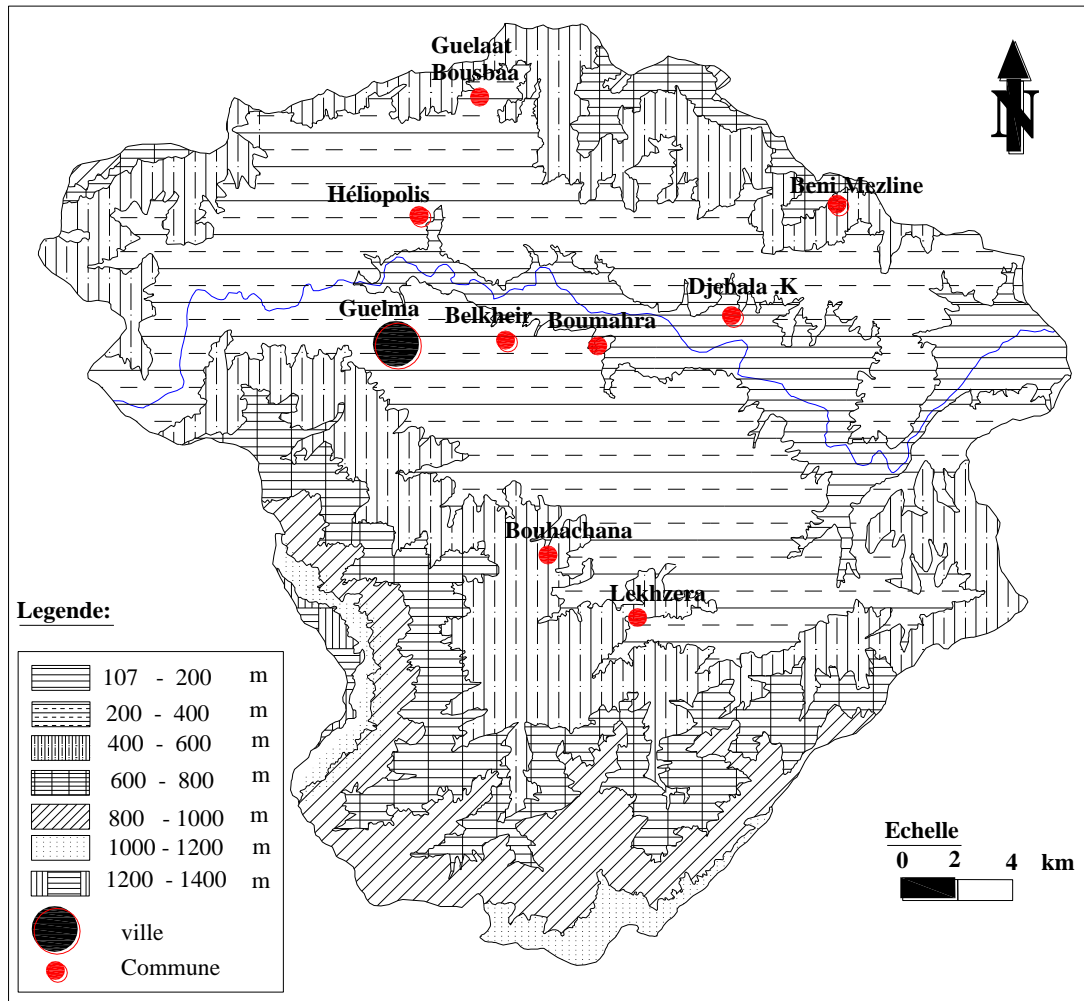 Guelaat
Bousbaa
N
Beni Mezline
Héliopolis
Djebala .K
Guelma
Belkheir
Boumahra
Bouhachana
Lekhzera
Legende:
107 - 200 m
200 - 400 m
400 - 600 m
600 - 800 m
800 - 1000 m
1000 - 1200 m
1200 - 1400 m
ville
Commune
Echelle
0 2 4 km